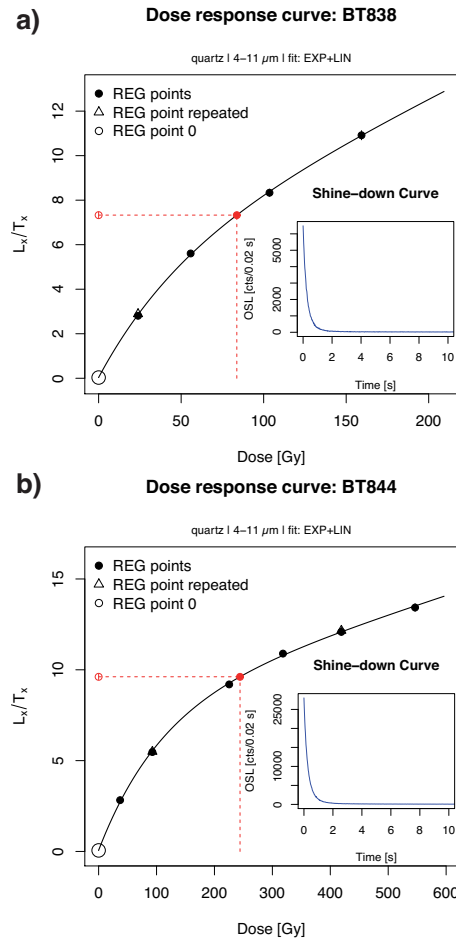 a)
Dose response curve: BT838
quartz | 4–11 µm | fit: EXP+LIN
REG points
REG point repeated
REG point 0
Lx/Tx
12
10
8
6
4
2
0
Shine–down Curve
OSL [cts/0.02 s]
5000
2000
0
0 2 4 6 8 10
Time [s]
0 50 100 150 200
Dose [Gy]
b)
Dose response curve: BT844
quartz | 4–11 µm | fit: EXP+LIN
REG points
REG point repeated
REG point 0
Lx/Tx
15
10
5
0
Shine–down Curve
OSL [cts/0.02 s]
25000
10000
0
0 2 4 6 8 10
Time [s]
0 100 200 300 400 500 600
Dose [Gy]